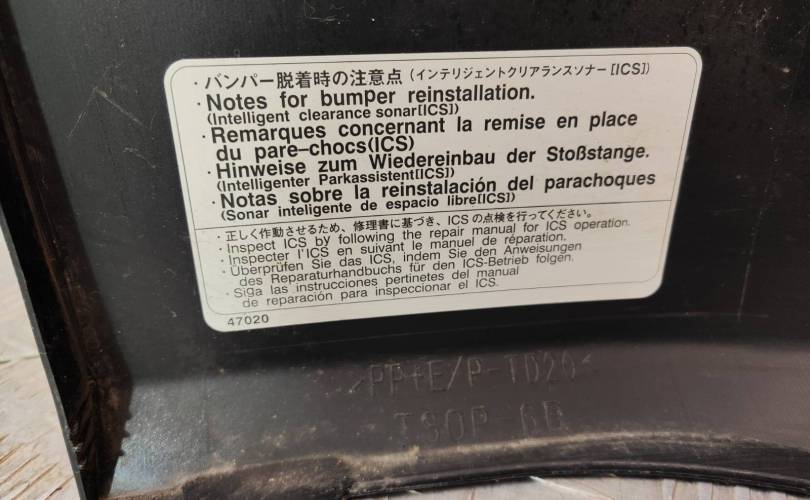 ・バンパー脱着時の注意点（インテリジェントクリアランスソナー[ICS]）
・Notes for bumper reinstallation.
(Intelligent clearance sonar[ICS])
・Remarques concernant la remise en place
du pare-chocs(ICS)
・Hinweise zum Wiedereinbau der Stoßstange.
(Intelligenter Parkassistent[ICS])
・Notas sobre la reinstalación del parachoques
(Sonar inteligente de espacio libre[ICS])
・正しく作動させるため、修理書に基づき、ICSの点検を行ってください。
・Inspect ICS by following the repair manual for ICS operation.
・Inspecter l'ICS en suivant le manuel de réparation.
・Überprüfen Sie das ICS, indem Sie den Anweisungen
des Reparaturhandbuchs für den ICS-Betrieb folgen.
・Siga las instrucciones pertinetes del manual
de reparación para inspeccionar el ICS.
47020
>PP+E/P-TD20<
TSOP-6B